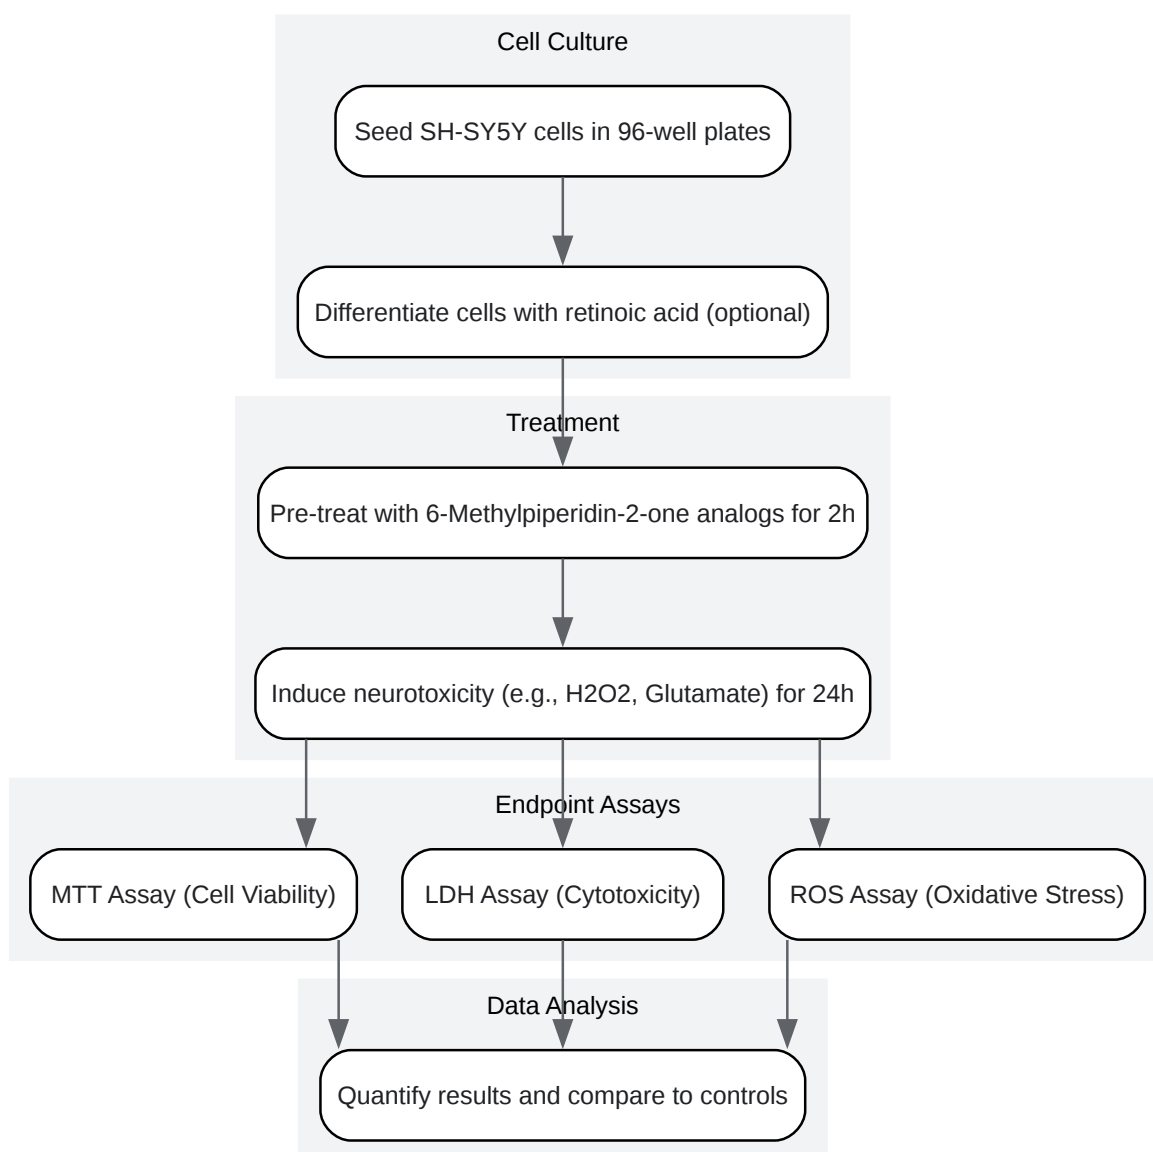 Cell Culture
Seed SH-SY5Y cells in 96-well plates
Differentiate cells with retinoic acid (optional)
Treatment
Pre-treat with 6-Methylpiperidin-2-one analogs for 2h
Induce neurotoxicity (e.g., H2O2, Glutamate) for 24h
Endpoint Assays
MTT Assay (Cell Viability)
LDH Assay (Cytotoxicity)
ROS Assay (Oxidative Stress)
Data Analysis
Quantify results and compare to controls